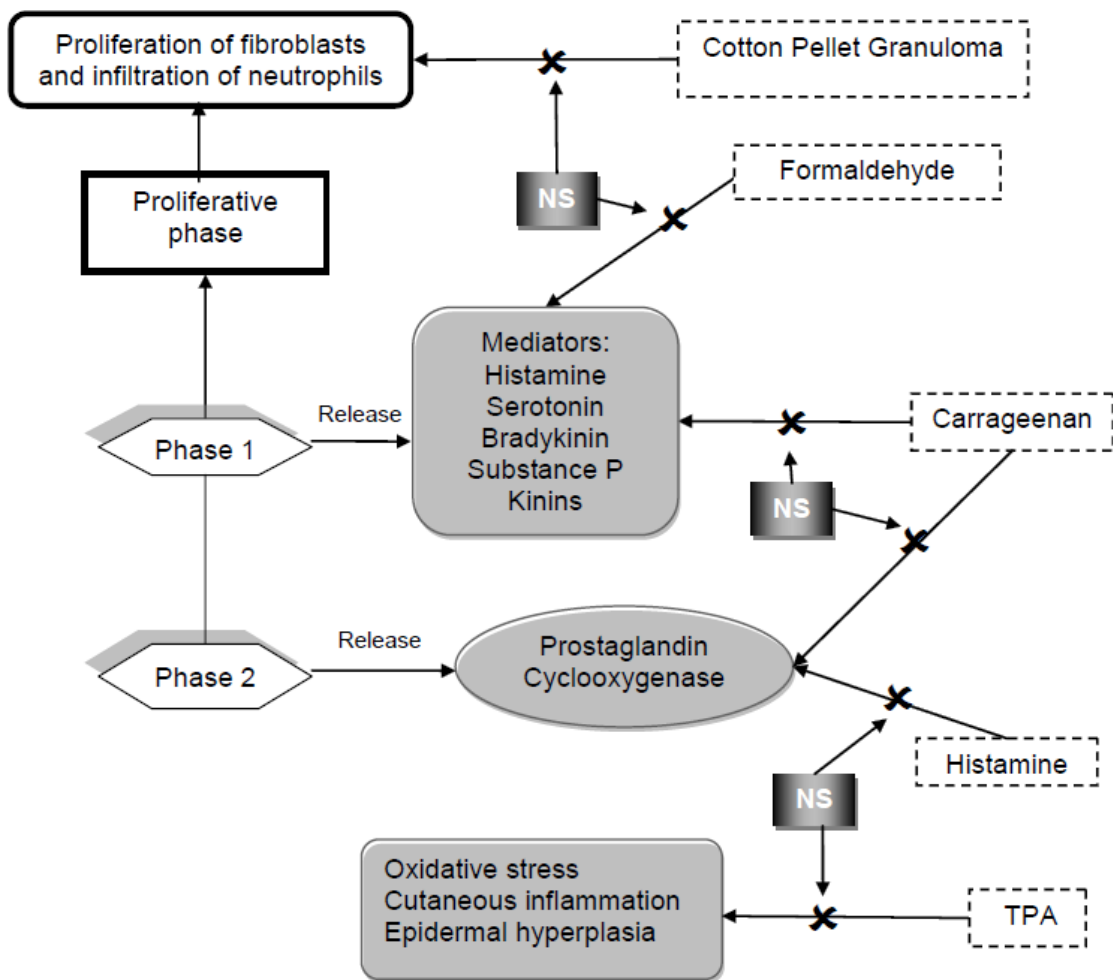 Proliferation of fibroblasts
and infiltration of neutrophils
Cotton Pellet Granuloma
Formaldehyde
NS
Proliferative
phase
Mediators:
Histamine
Serotonin
Bradykinin
Substance P
Kinins
Release
Phase 1
Carrageenan
NS
Release
Phase 2
Prostaglandin
Cyclooxygenase
Histamine
NS
Oxidative stress
Cutaneous inflammation
Epidermal hyperplasia
TPA